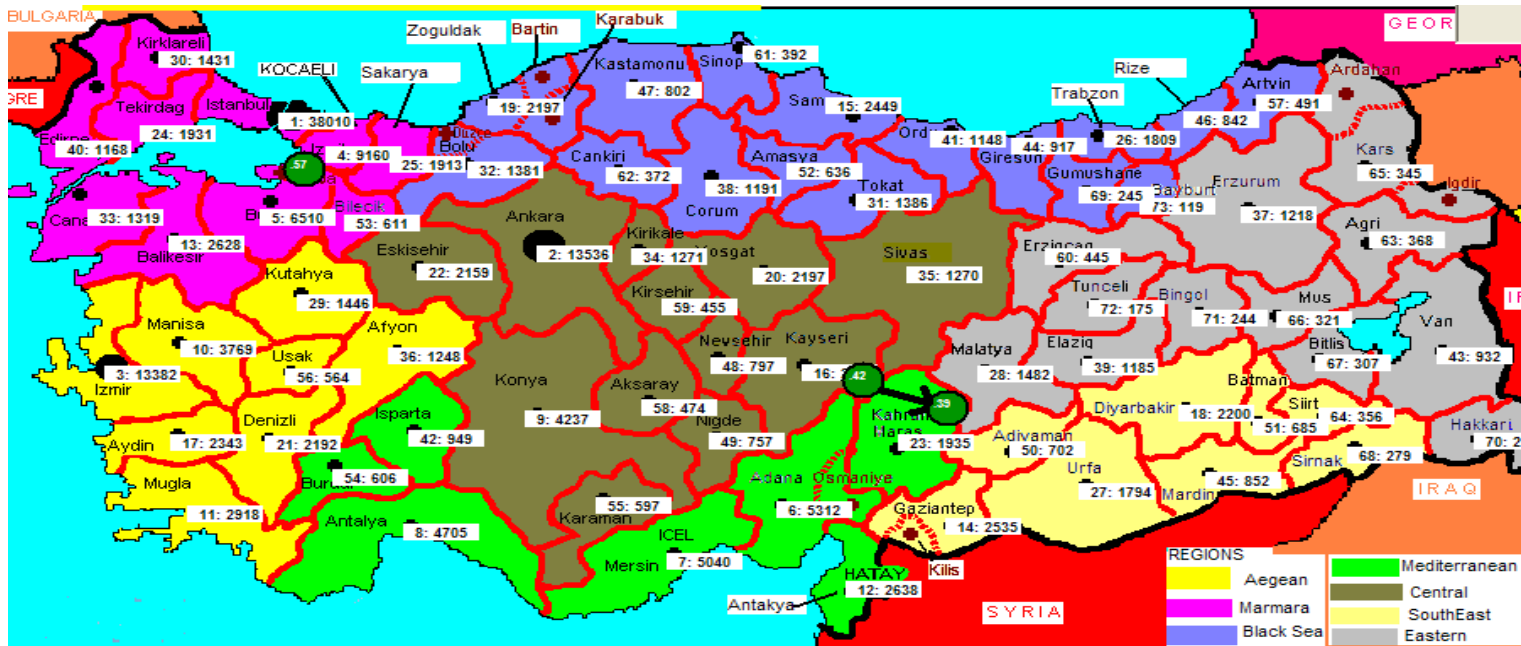 BULGARIA
Zoguldak
Bartin
Karabuk
GEOR
Kirklareli
30: 1431
KOCAELI
Sakarya
Kastamonu
Sinop
61: 392
Rize
Ardahan
GRE
Tekirdag
Istanbul
19: 2197
47: 802
Sam
15: 2449
Trabzon
Artvin
57: 491
24: 1931
1: 38010
Duzce
Ordu
46: 842
Edirne
40: 1168
4: 9160
25: 1913
Bolu
32: 1381
Cankiri
62: 372
Amasya
52: 636
41: 1148
44: 917
26: 1809
Kars
65: 345
.57
38: 1191
Tokat
31: 1386
Giresun
Gumushane
69: 245
Bayburt
73: 119
Erzurum
37: 1218
Igdir
Cana
33: 1319
5: 6510
Bilecik
53: 611
Corum
Ankara
Agri
63: 368
13: 2628
Balikesir
Eskisehir
22: 2159
2: 13536
Kirikale
34: 1271
Yosgat
20: 2197
Sivas
35: 1270
Erzincan
60: 445
Kutahya
29: 1446
Kirsehir
59: 455
Tunceli
72: 175
Bingol
71: 244
Mus
66: 321
Van
43: 932
Manisa
10: 3769
Afyon
36: 1248
Usak
56: 564
Nevsehir
48: 797
Kayseri
16:
Malatya
28: 1482
Elazig
39: 1185
Bitlis
67: 307
3: 13382
Izmir
Konya
9: 4237
Aksaray
58: 474
.42
.39
Batman
Diyarbakir
18: 2200
51: 685
Siirt
64: 356
Isparta
42: 949
Denizli
21: 2192
Aydin
17: 2343
Nigde
49: 757
Kahran
Maras
23: 1935
Adivaman
50: 702
Hakkari
70: 2
Sirnak
68: 279
Mugla
11: 2918
Burdur
54: 606
Antalya
8: 4705
55: 597
Karaman
Adana
Osmaniye
6: 5312
Urfa
27: 1794
Mardin
45: 852
IRAQ
Gaziantep
14: 2535
ICEL
Mersin
7: 5040
Kilis
HATAY
12: 2638
Antakya
SYRIA
REGIONS
Aegean
Marmara
Black Sea
Mediterranean
Central
SouthEast
Eastern